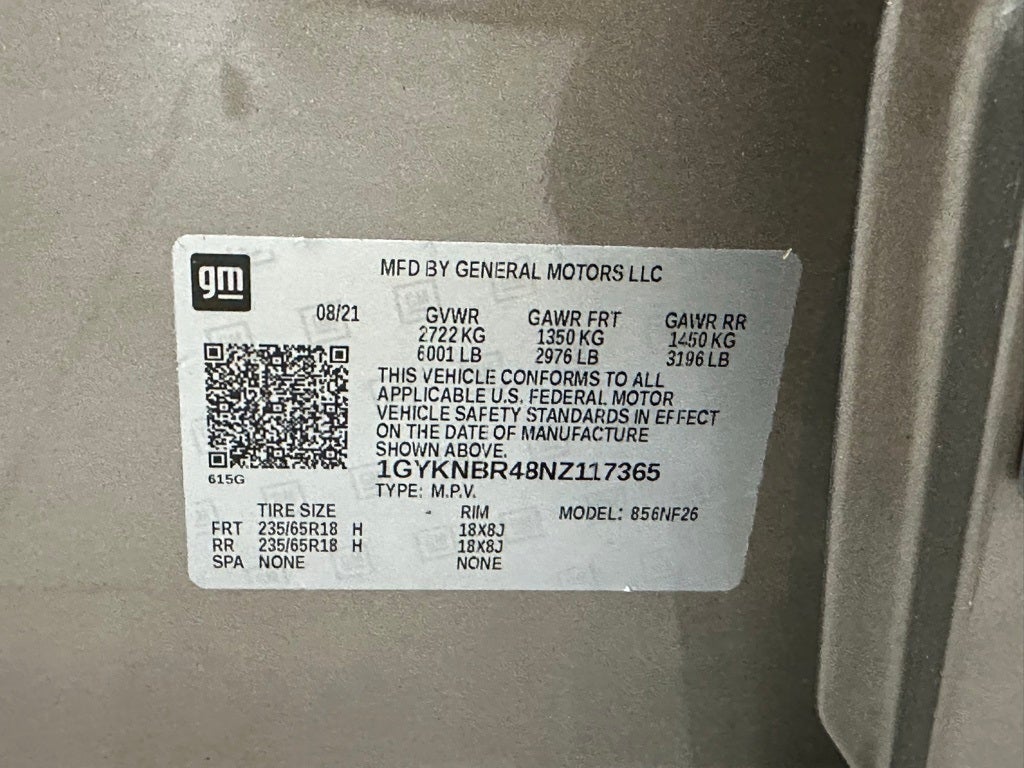 gm
MFD BY GENERAL MOTORS LLC
08/21 GVWR GAWR FRT GAWR RR
2722 KG 1350 KG 1450 KG
6001 LB 2976 LB 3196 LB
THIS VEHICLE CONFORMS TO ALL
APPLICABLE U.S. FEDERAL MOTOR
VEHICLE SAFETY STANDARDS IN EFFECT
ON THE DATE OF MANUFACTURE
SHOWN ABOVE.
1GYKNBR48NZ117365
615G
TYPE: M.P.V.
TIRE SIZE RIM MODEL: 856NF26
FRT 235/65R18 H 18X8J
RR 235/65R18 H 18X8J
SPA NONE NONE